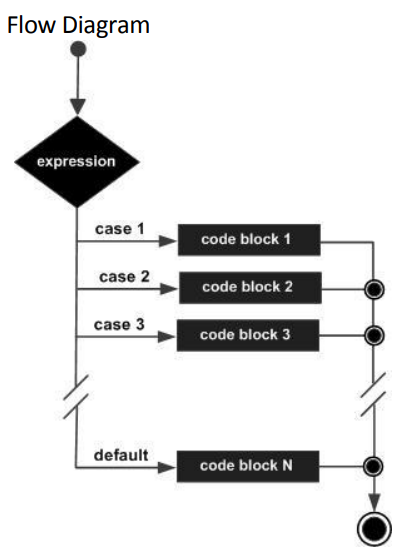 Flow Diagram
expression
case 1
code block 1
case 2
code block 2
case 3
code block 3
default
code block N